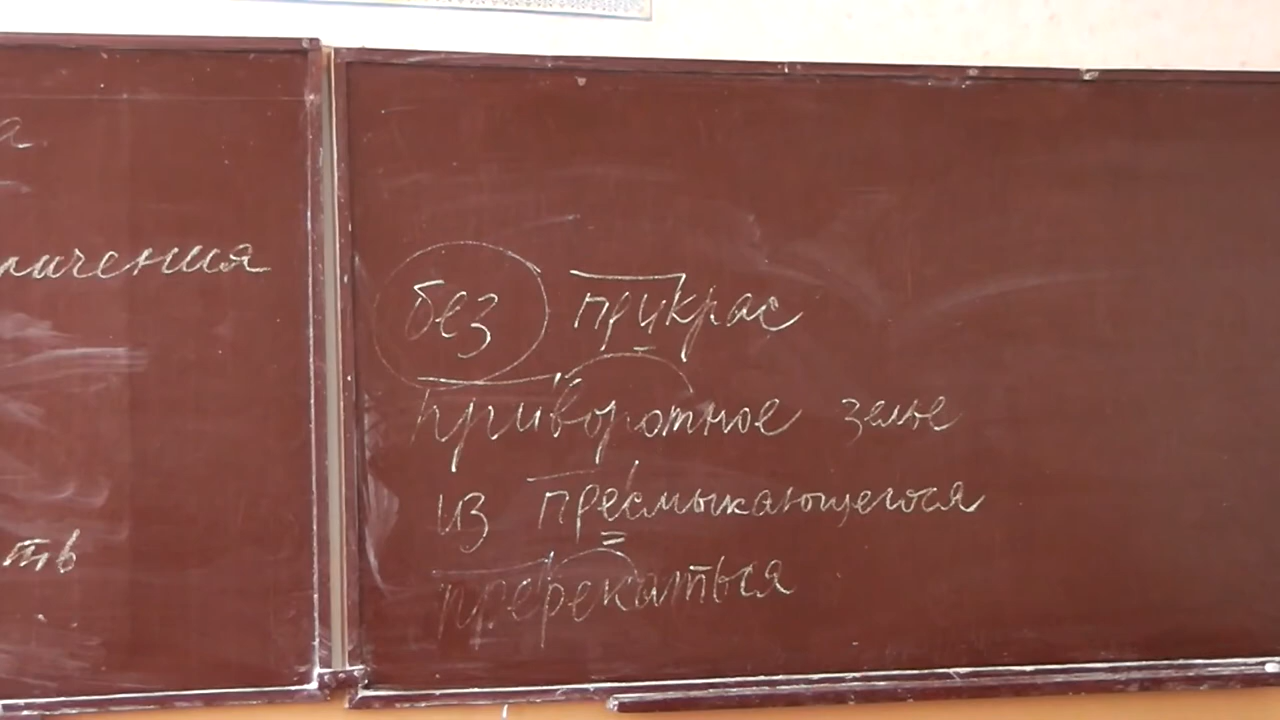 без прикрас
приворотное зелье
из пресмыкающегося
пререкаться